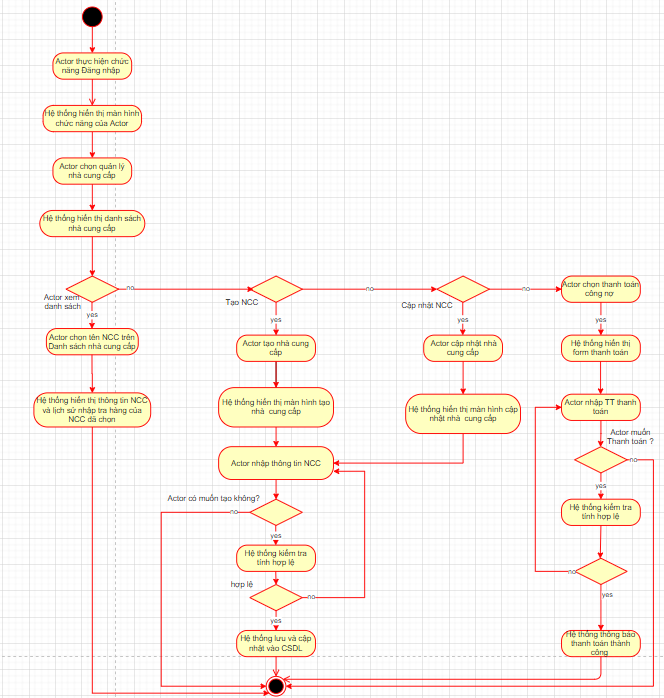 Actor thực hiện chức
năng Đăng nhập
Hệ thống hiển thị màn hình
chức năng của Actor
Actor chọn quản lý
nhà cung cấp
Hệ thống hiển thị danh sách
nhà cung cấp
Actor xem
danh sách
no
yes
Actor chọn tên NCC trên
Danh sách nhà cung cấp
Hệ thống hiển thị thông tin NCC
và lịch sử nhập tra hàng của
NCC đã chọn
Tạo NCC
no
yes
Actor tạo nhà cung
cấp
Hệ thống hiển thị màn hình tạo
nhà cung cấp
Actor nhập thông tin NCC
Actor có muốn tạo không?
no
yes
Hệ thống kiểm tra
tính hợp lệ
hợp lệ
no
yes
Hệ thống lưu và cập
nhật vào CSDL
Cập nhật NCC
no
yes
Actor cập nhật nhà
cung cấp
Hệ thống hiển thị màn hình cập
nhật nhà cung cấp
Actor chọn thanh toán
công nợ
yes
Hệ thống hiển thị
form thanh toán
Actor nhập TT thanh
toán
Actor muốn
Thanh toán ?
no
yes
Hệ thống kiểm tra
tính hợp lệ
no
yes
Hệ thống thông báo
thanh toán thành
công